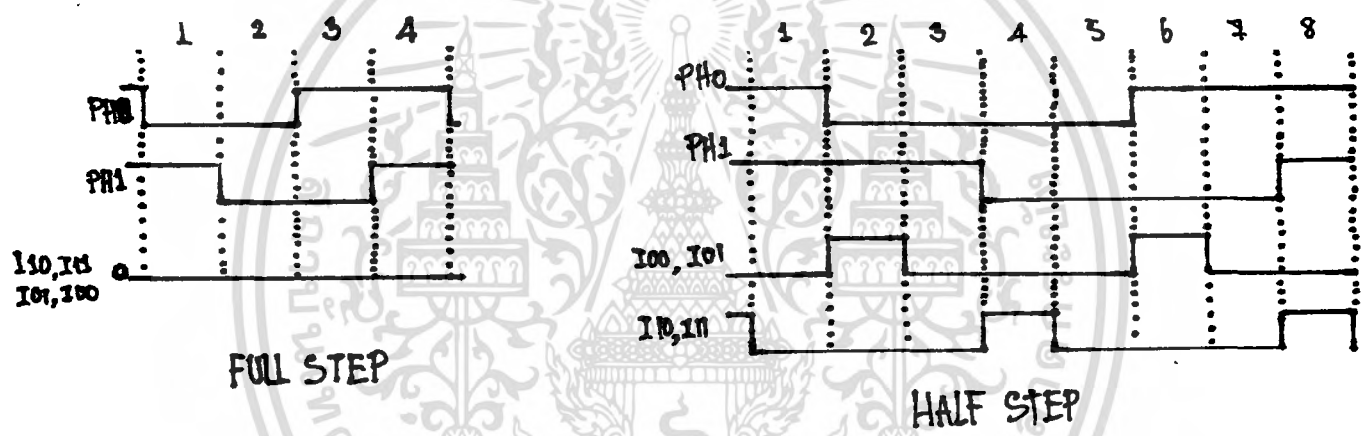 1 2 3 4
PH0
PH1
I10, I11 0
I01, I00
FULL STEP
1 2 3 4 5 6 7 8
PH0
PH1
I00, I01
I10, I11
HALF STEP